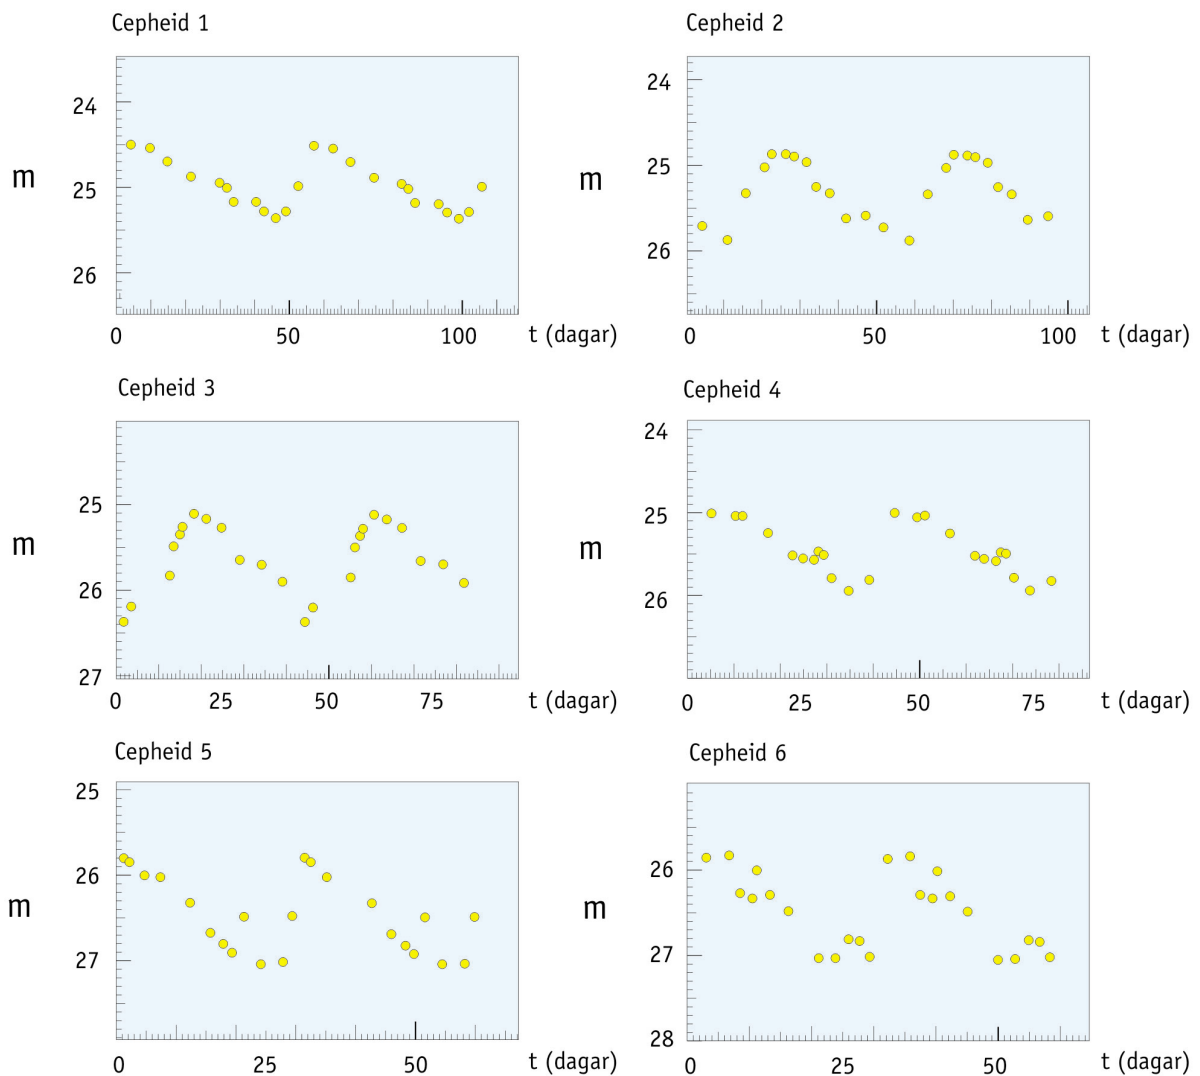 Cepheid 1
24
25
26
m
0 50 100 t (dagar)
Cepheid 2
24
25
26
m
0 50 100 t (dagar)
Cepheid 3
25
26
27
m
0 25 50 75 t (dagar)
Cepheid 4
24
25
26
m
0 25 50 75 t (dagar)
Cepheid 5
25
26
27
m
0 25 50 t (dagar)
Cepheid 6
26
27
28
m
0 25 50 t (dagar)